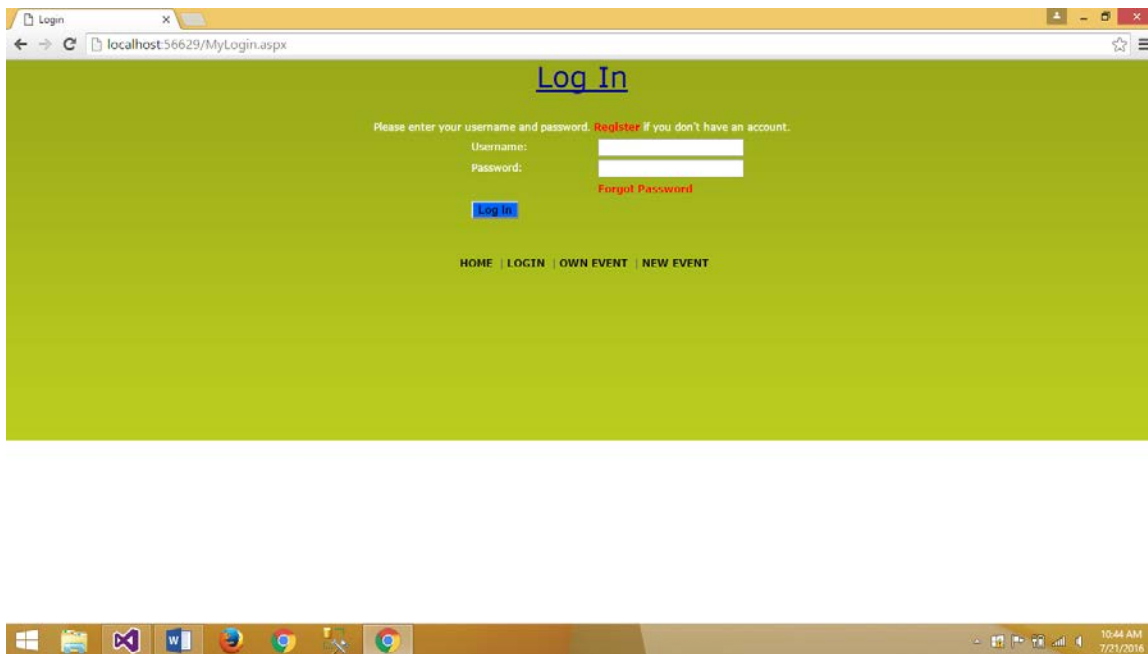 Login
localhost:56629/MyLogin.aspx
Log In
Please enter your username and password. Register if you don't have an account.
Username:
Password:
Forgot Password
Log In
HOME | LOGIN | OWN EVENT | NEW EVENT
10:44 AM
7/21/2016